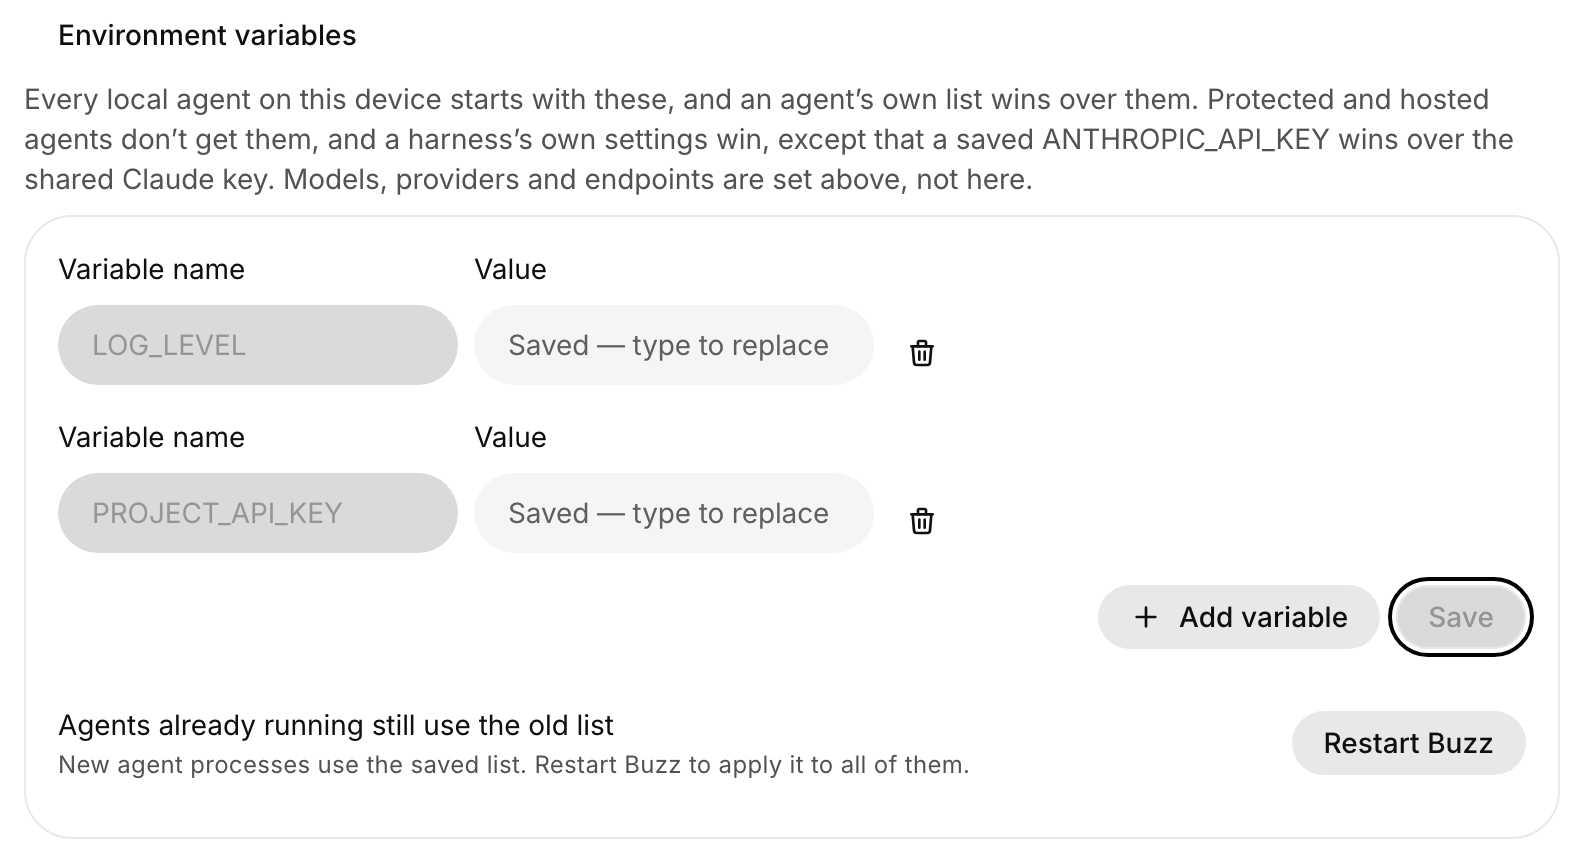 Environment variables
Every local agent on this device starts with these, and an agent’s own list wins over them. Protected and hosted
agents don’t get them, and a harness’s own settings win, except that a saved ANTHROPIC_API_KEY wins over the
shared Claude key. Models, providers and endpoints are set above, not here.
Variable name Value
LOG_LEVEL Saved — type to replace
Variable name Value
PROJECT_API_KEY Saved — type to replace
Add variable Save
Agents already running still use the old list
New agent processes use the saved list. Restart Buzz to apply it to all of them.
Restart Buzz